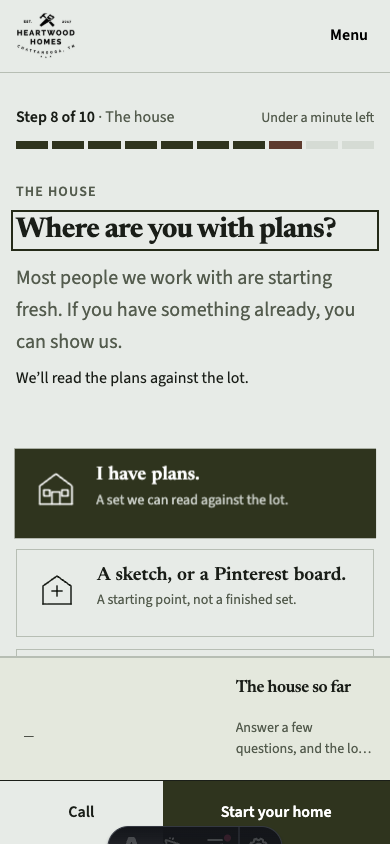 EST. 2017
HEARTWOOD
HOMES
CHATTANOOGA, TN
Menu
Step 8 of 10 · The house
Under a minute left
THE HOUSE
Where are you with plans?
Most people we work with are starting
fresh. If you have something already, you
can show us.
We’ll read the plans against the lot.
I have plans.
A set we can read against the lot.
A sketch, or a Pinterest board.
A starting point, not a finished set.
The house so far
—
Answer a few
questions, and the lo…
Call
Start your home